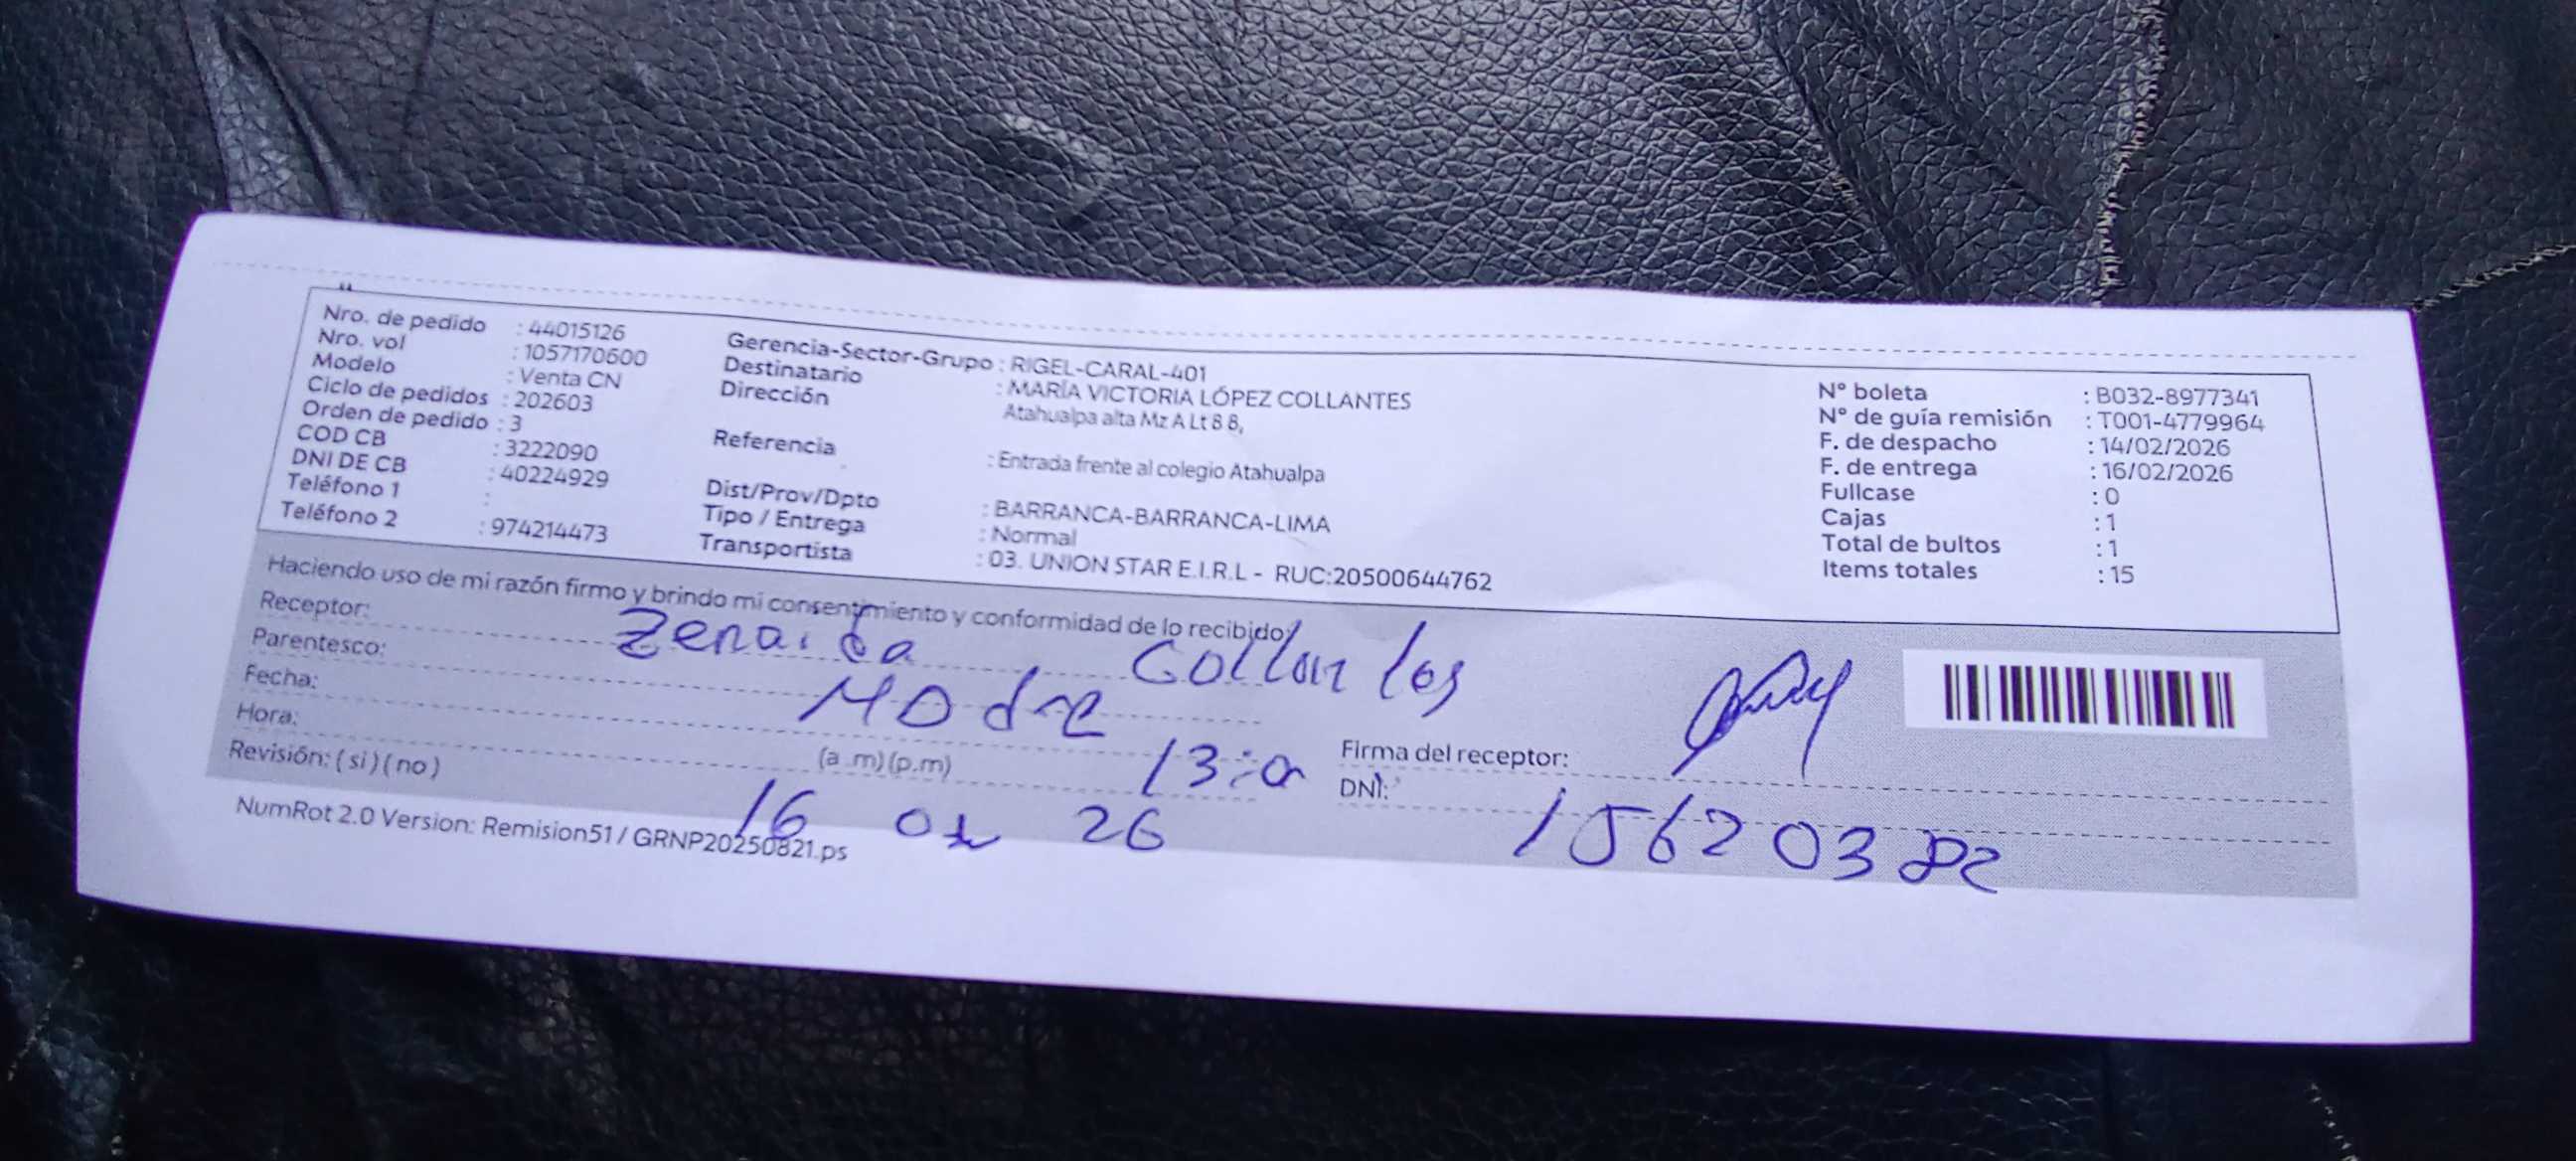 Nro. de pedido : 44015126
Nro. vol : 1057170600
Modelo : Venta CN
Ciclo de pedidos : 202603
Orden de pedido : 3
COD CB : 3222090
DNI DE CB : 40224929
Teléfono 1 :
Teléfono 2 : 974214473
Gerencia-Sector-Grupo : RIGEL-CARAL-401
Destinatario : MARÍA VICTORIA LÓPEZ COLLANTES
Dirección Atahualpa alta Mz A Lt 8 8,
Referencia : Entrada frente al colegio Atahualpa
Dist/Prov/Dpto : BARRANCA-BARRANCA-LIMA
Tipo / Entrega : Normal
Transportista : 03. UNION STAR E.I.R.L - RUC:20500644762
N° boleta : B032-8977341
N° de guía remisión : T001-4779964
F. de despacho : 14/02/2026
F. de entrega : 16/02/2026
Fullcase : 0
Cajas : 1
Total de bultos : 1
Items totales : 15
Haciendo uso de mi razón firmo y brindo mi consentimiento y conformidad de lo recibido
Receptor: Zenaida Collantes
Parentesco: Madre
Fecha:
Hora: (a.m)(p.m)
Revisión: (si)(no) 16 02 26
Firma del receptor:
DNI: 15620382
NumRot 2.0 Version: Remision51 / GRNP20250821.ps